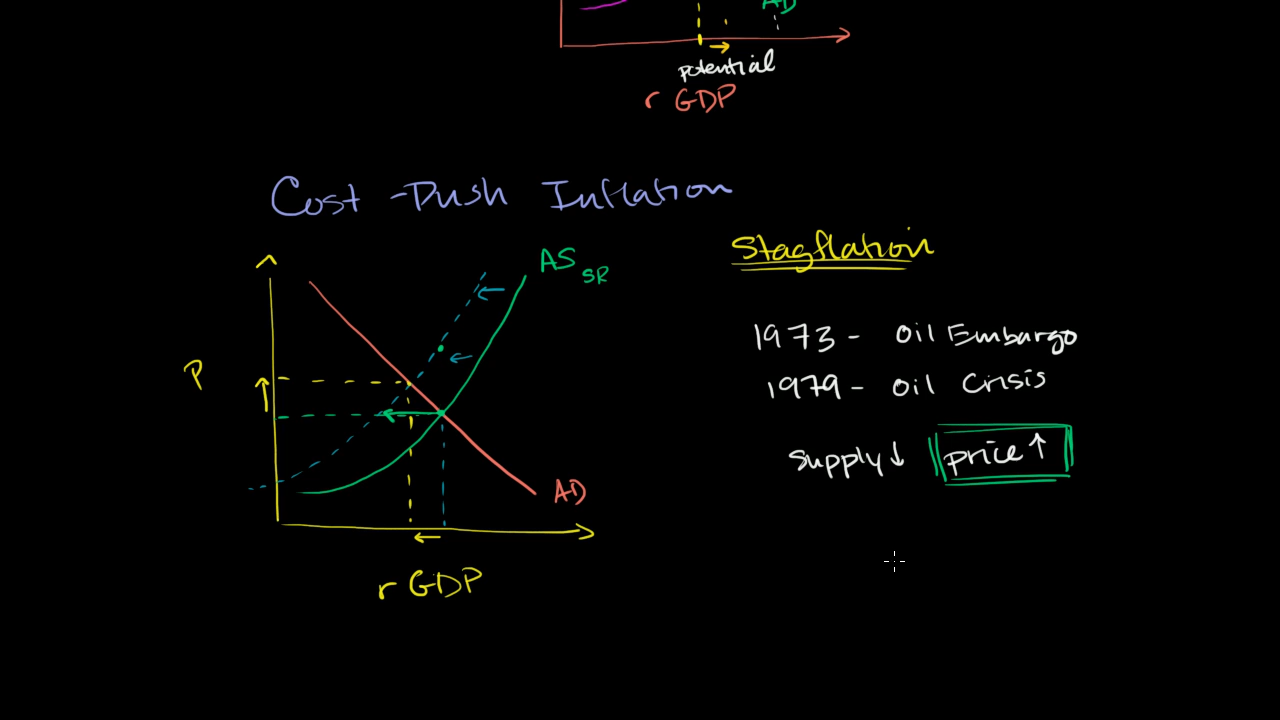 AD
potential
r GDP
Cost-Push Inflation
Stagflation
AS SR
1973 - Oil Embargo
P
1979 - Oil Crisis
supply↓ price↑
AD
r GDP